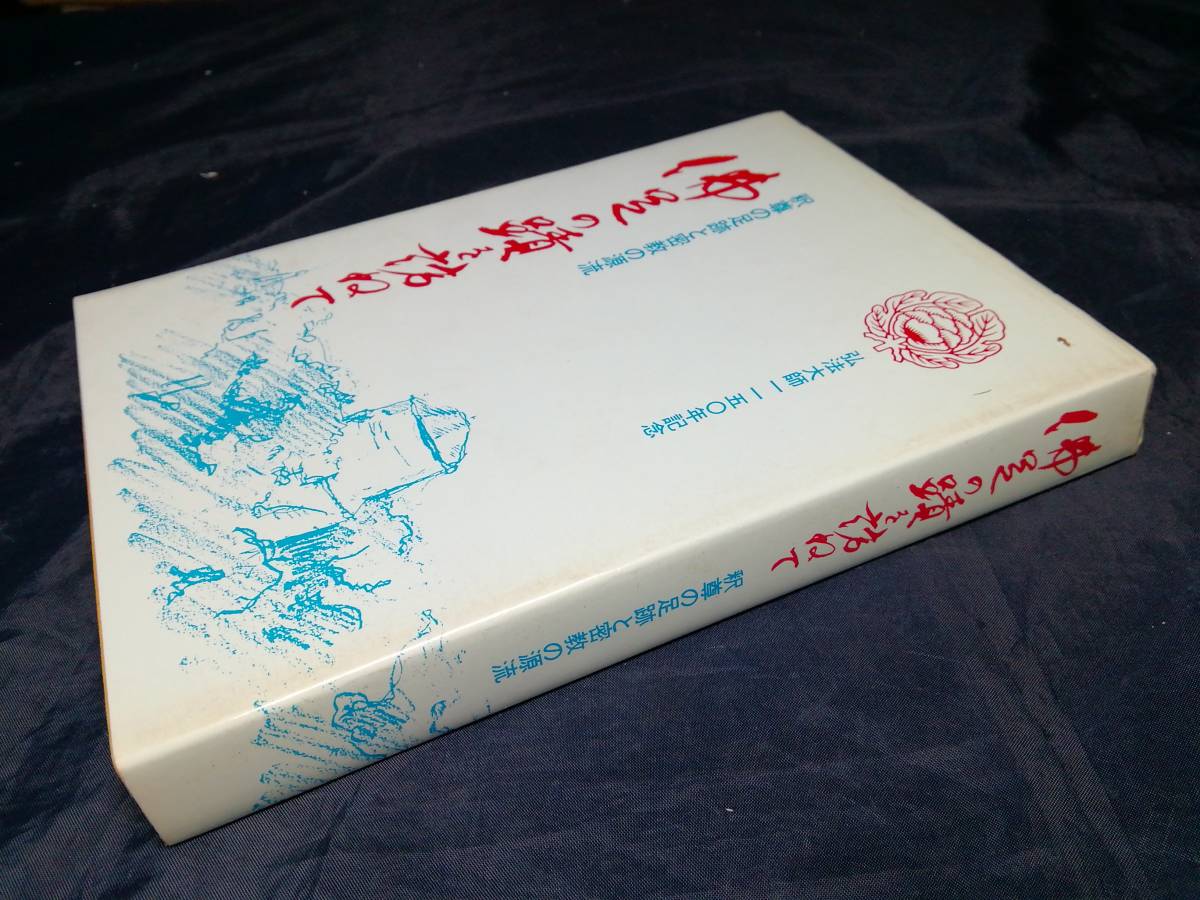 佛足の蹟を訪ねて
釈尊の足跡と密教の源流
弘法大師一一五〇年記念
佛足の蹟を訪ねて
釈尊の足跡と密教の源流